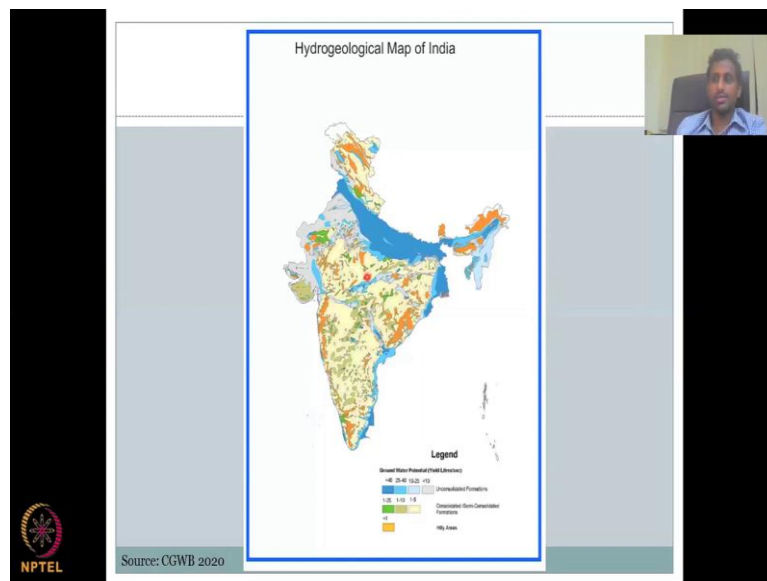 Hydrogeological Map of India
Legend
Ground Water Potential (Yield Litre/sec)
>40 25-40 10-25 <10
Unconsolidated Formations
1-25 1-10 1-5
Consolidated /Semi-Consolidated
Formations
<1
Hilly Areas
NPTEL
Source: CGWB 2020